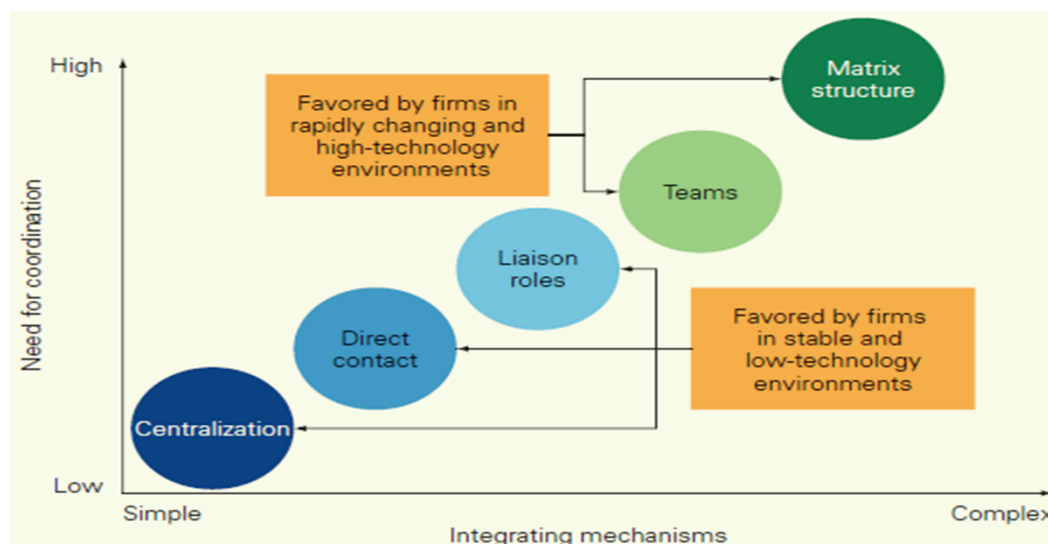 High
Matrix
structure
Favored by firms in
rapidly changing and
high-technology
environments
Teams
Need for coordination
Liaison
roles
Favored by firms
in stable and
low-technology
environments
Direct
contact
Centralization
Low
Simple
Complex
Integrating mechanisms